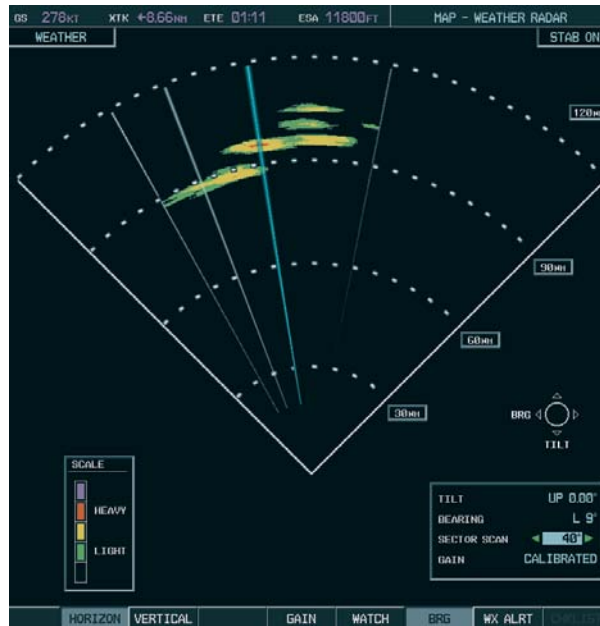 GS 278KT XTK ←8.66NM ETE 01:11 ESA 11800FT MAP - WEATHER RADAR
WEATHER STAB ON
120NM
90NM
60NM
30NM
BRG
TILT
SCALE
HEAVY
LIGHT
TILT UP 0.00°
BEARING L 9°
SECTOR SCAN 40°
GAIN CALIBRATED
HORIZON VERTICAL GAIN WATCH BRG WX ALRT CHKLIST